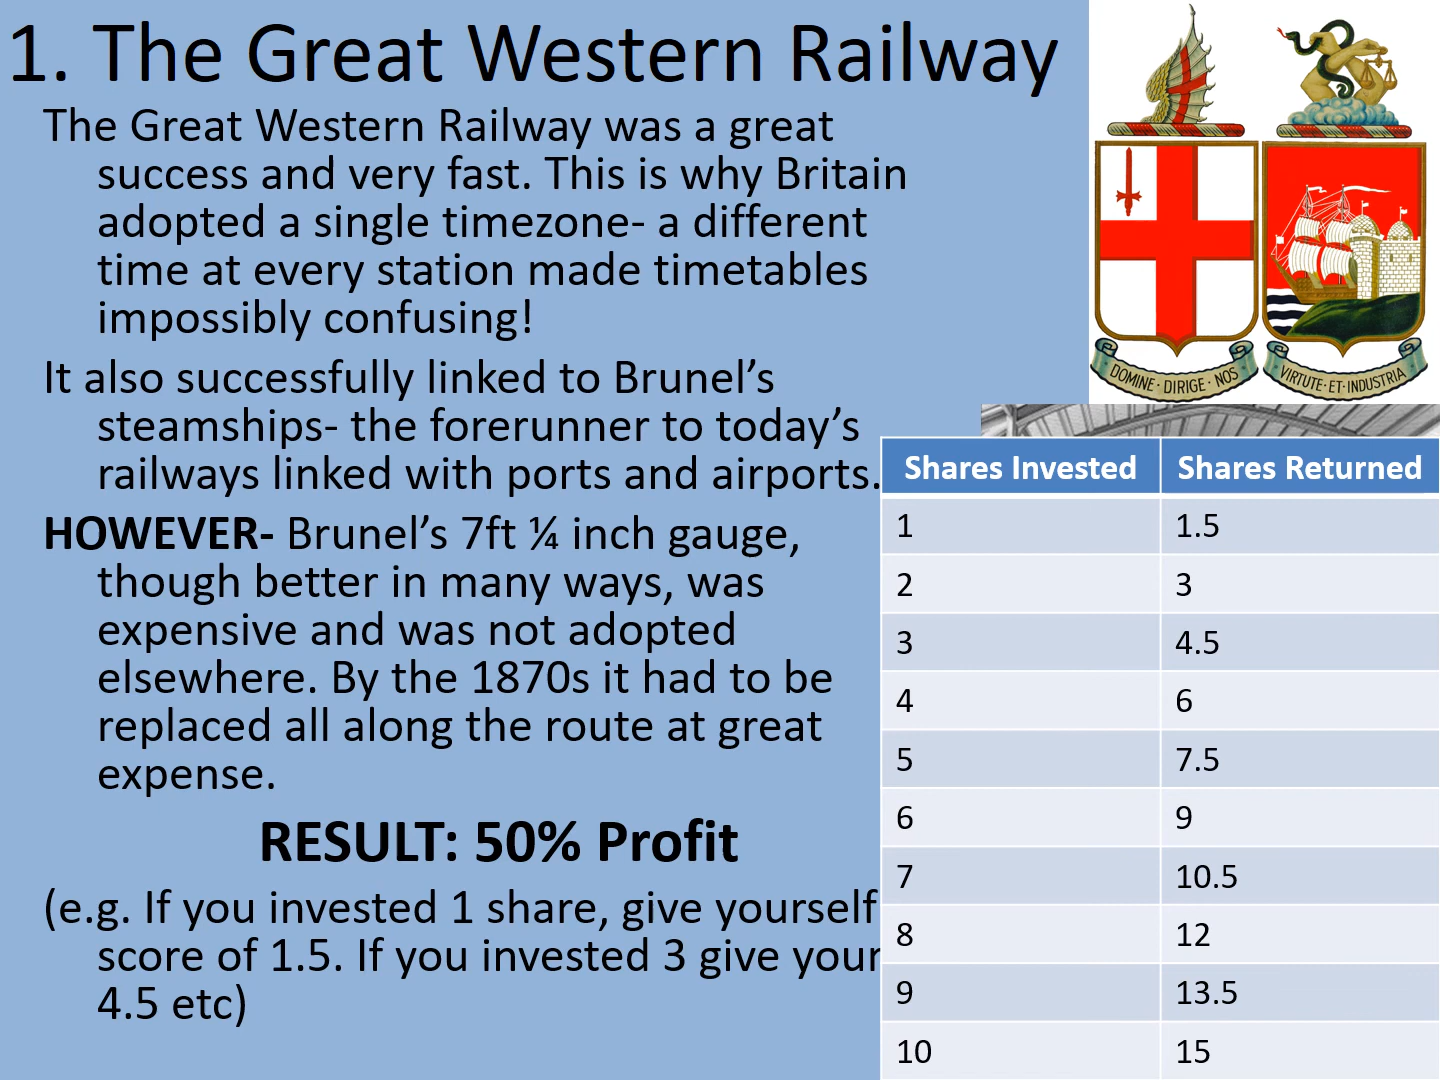 1. The Great Western Railway
The Great Western Railway was a great
success and very fast. This is why Britain
adopted a single timezone- a different
time at every station made timetables
impossibly confusing!
It also successfully linked to Brunel’s
steamships- the forerunner to today’s
railways linked with ports and airports.
HOWEVER- Brunel’s 7ft ¼ inch gauge,
though better in many ways, was
expensive and was not adopted
elsewhere. By the 1870s it had to be
replaced all along the route at great
expense.
RESULT: 50% Profit
(e.g. If you invested 1 share, give yourself
score of 1.5. If you invested 3 give your
4.5 etc)
DOMINE · DIRIGE · NOS
VIRTUTE · ET · INDUSTRIA
Shares Invested Shares Returned
1 1.5
2 3
3 4.5
4 6
5 7.5
6 9
7 10.5
8 12
9 13.5
10 15